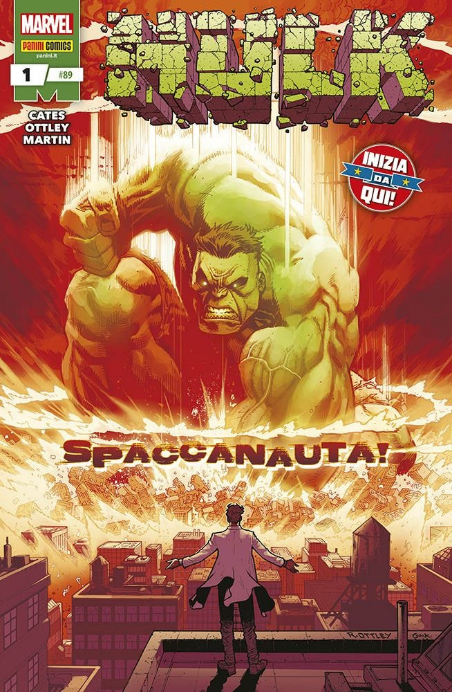 MARVEL
PANINI COMICS
panini.it
1 #89
CATES
OTTLEY
MARTIN
HULK
INIZIA
DA
QUI!
SPACCANAUTA!
R. OTTLEY